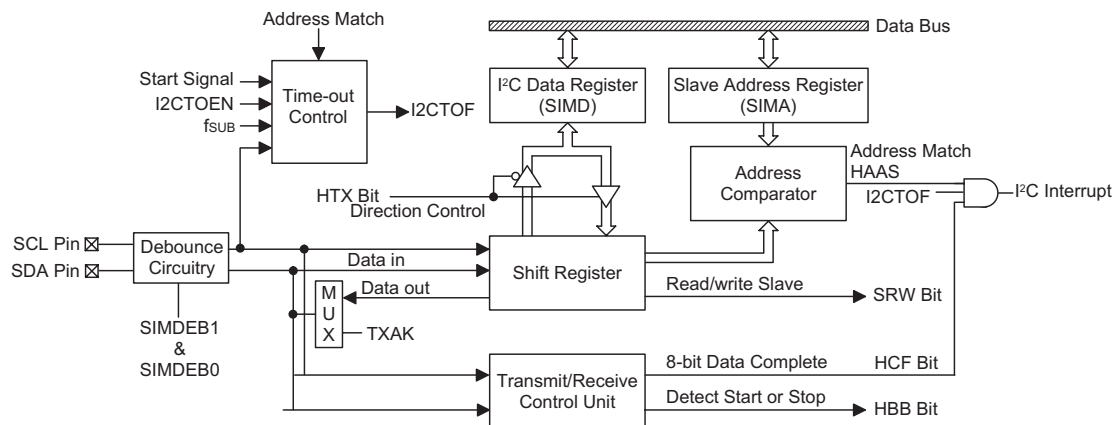 Address Match
Data Bus
Start Signal
I2CTOEN
fSUB
Time-out
Control
I2CTOF
I²C Data Register
(SIMD)
Slave Address Register
(SIMA)
Address
Comparator
Address Match
HAAS
I2CTOF
I²C Interrupt
HTX Bit
Direction Control
SCL Pin
SDA Pin
Debounce
Circuitry
Data in
Shift Register
Data out
Read/write Slave
SRW Bit
M
U
X
TXAK
SIMDEB1
&
SIMDEB0
Transmit/Receive
Control Unit
8-bit Data Complete
HCF Bit
Detect Start or Stop
HBB Bit